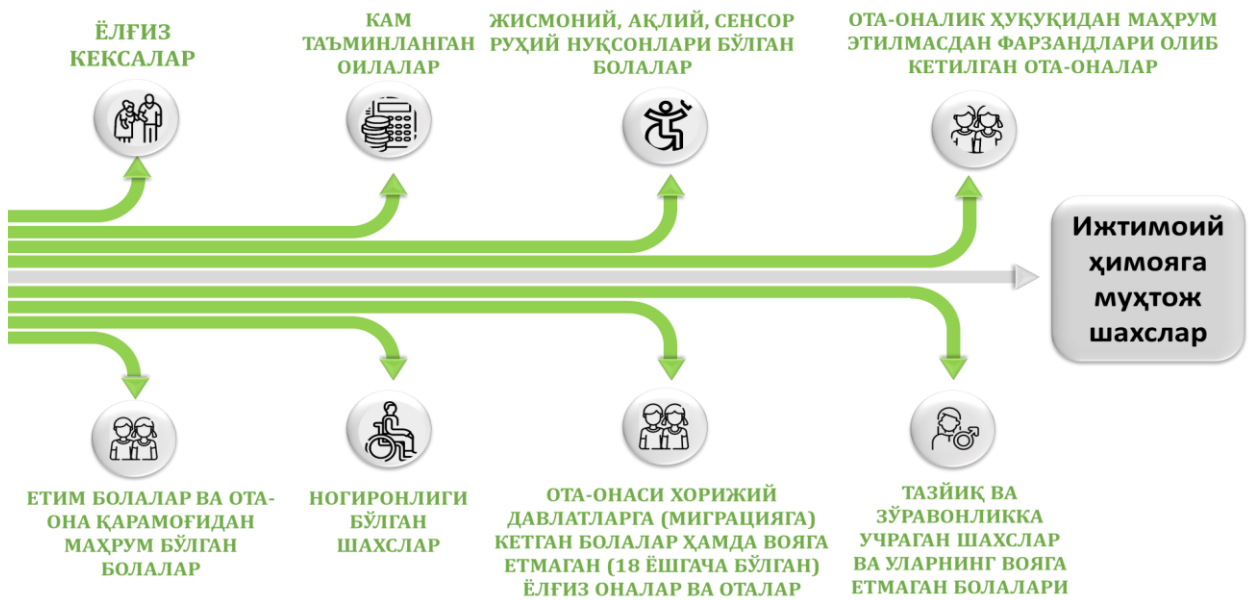 ЁЛҒИЗ
КЕКСАЛАР
КАМ
ТАЪМИНЛАНГАН
ОИЛАЛАР
ЖИСМОНИЙ, АҚЛИЙ, СЕНСОР
РУҲИЙ НУҚСОНЛАРИ БЎЛГАН
БОЛАЛАР
ОТА-ОНАЛИК ҲУҚУҚИДАН МАҲРУМ
ЭТИЛМАСДАН ФАРЗАНДЛАРИ ОЛИБ
КЕТИЛГАН ОТА-ОНАЛАР
Ижтимоий
ҳимояга
муҳтож
шахслар
ЕТИМ БОЛАЛАР ВА ОТА-
ОНА ҚАРАМОҒИДАН
МАҲРУМ БЎЛГАН
БОЛАЛАР
НОГИРОНЛИГИ
БЎЛГАН
ШАХСЛАР
ОТА-ОНАСИ ХОРИЖИЙ
ДАВЛАТЛАРГА (МИГРАЦИЯГА)
КЕТГАН БОЛАЛАР ҲАМДА ВОЯГА
ЕТМАГАН (18 ЁШГАЧА БЎЛГАН)
ЁЛҒИЗ ОНАЛАР ВА ОТАЛАР
ТАЗЙИҚ ВА
ЗЎРАВОНЛИККА
УЧРАГАН ШАХСЛАР
ВА УЛАРНИНГ ВОЯГА
ЕТМАГАН БОЛАЛАРИ